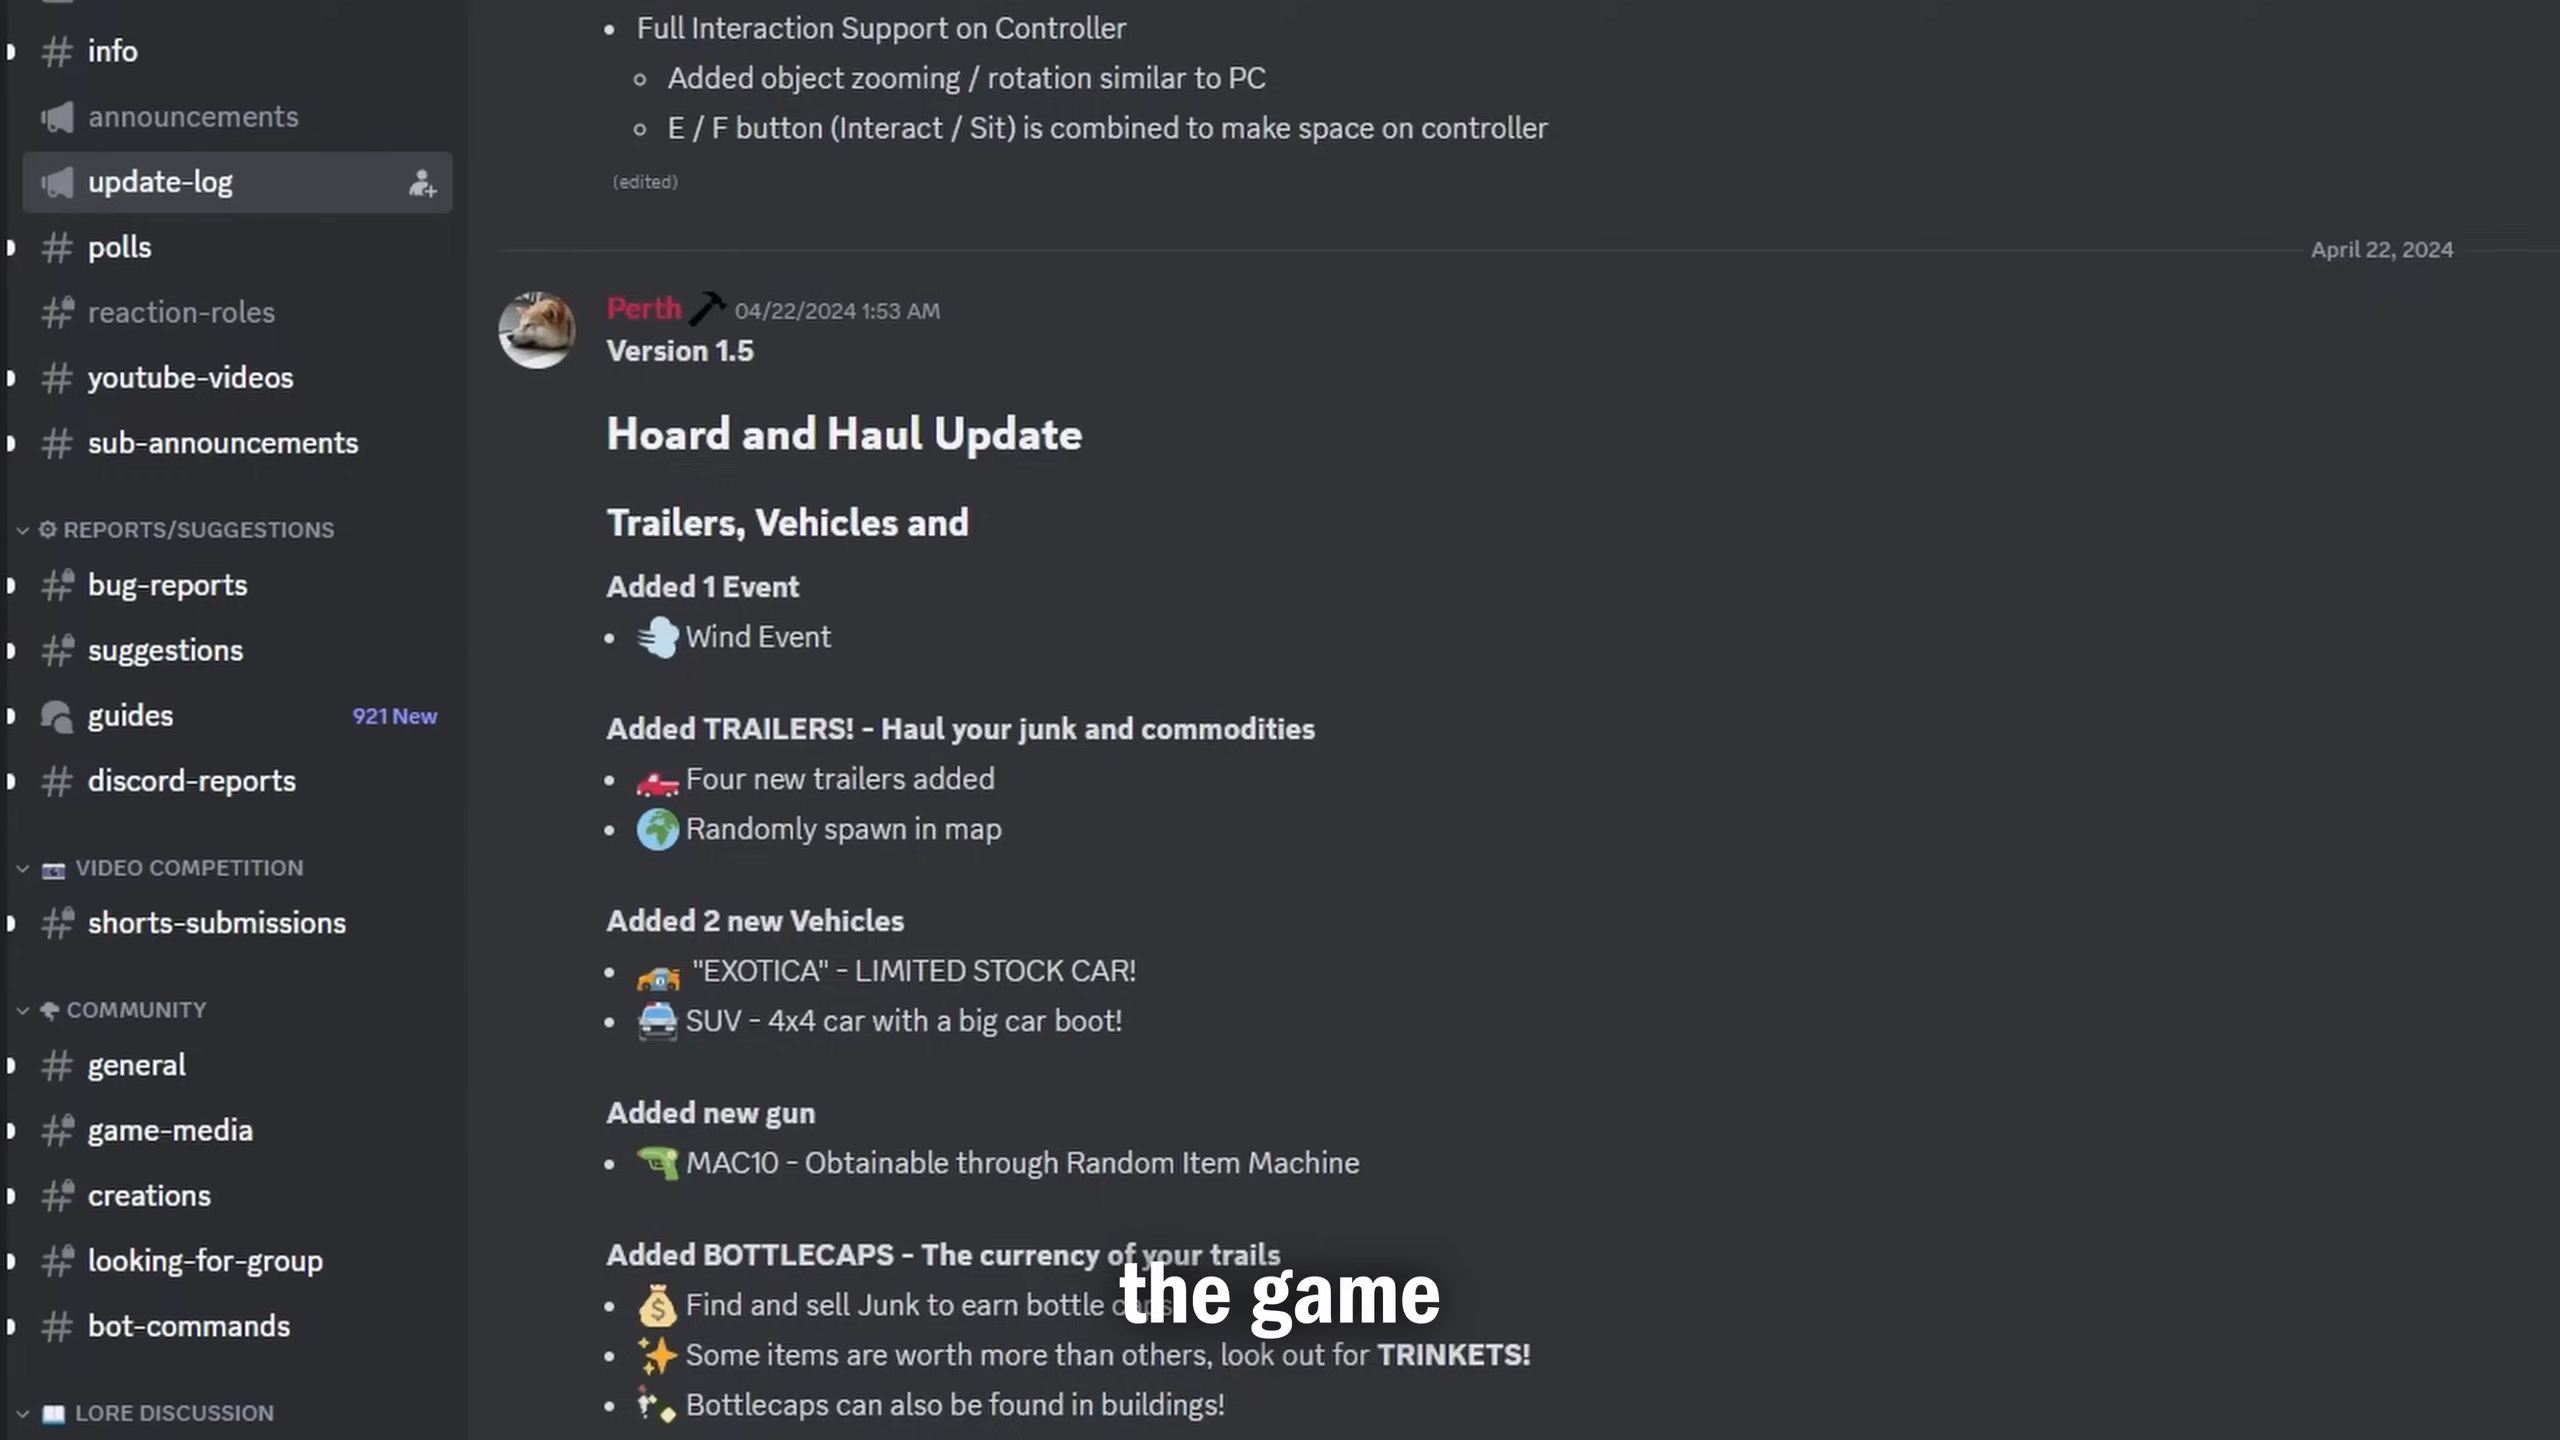 info
announcements
update-log
polls
reaction-roles
youtube-videos
sub-announcements
REPORTS/SUGGESTIONS
bug-reports
suggestions
guides 921 New
discord-reports
VIDEO COMPETITION
shorts-submissions
COMMUNITY
general
game-media
creations
looking-for-group
bot-commands
LORE DISCUSSION
• Full Interaction Support on Controller
◦ Added object zooming / rotation similar to PC
◦ E / F button (Interact / Sit) is combined to make space on controller
(edited)
April 22, 2024
Perth 04/22/2024 1:53 AM
Version 1.5
Hoard and Haul Update
Trailers, Vehicles and
Added 1 Event
• Wind Event
Added TRAILERS! - Haul your junk and commodities
• Four new trailers added
• Randomly spawn in map
Added 2 new Vehicles
• "EXOTICA" - LIMITED STOCK CAR!
• SUV - 4x4 car with a big car boot!
Added new gun
• MAC10 - Obtainable through Random Item Machine
Added BOTTLECAPS - The currency of your trails
• Find and sell Junk to earn bottle caps
the game
• Some items are worth more than others, look out for TRINKETS!
• Bottlecaps can also be found in buildings!